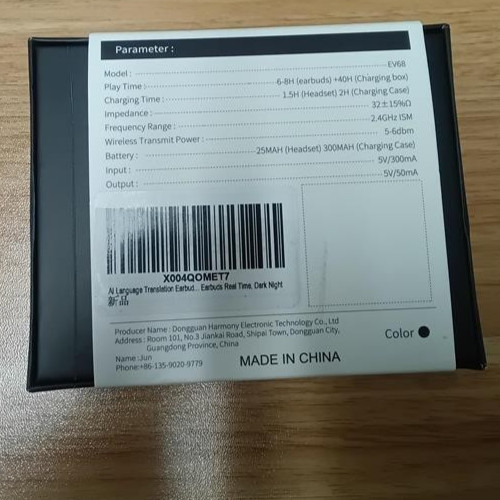 Parameter :
Model : EV68
Play Time : 6-8H (earbuds) +40H (Charging box)
Charging Time : 1.5H (Headset) 2H (Charging Case)
Impedance : 32±15%Ω
Frequency Range : 2.4GHz ISM
Wireless Transmit Power : 5-6dbm
Battery : 25MAH (Headset) 300MAH (Charging Case)
Input : 5V/300mA
Output : 5V/50mA
X004QOMET7
AI Language Translation Earbud... Earbuds Real Time, Dark Night
新品
Producer Name : Dongguan Harmony Electronic Technology Co., Ltd
Address : Room 101, No.3 Jiankai Road, Shipai Town, Dongguan City,
Guangdong Province, China
Name : Jun
Phone:+86-135-9020-9779
MADE IN CHINA
Color